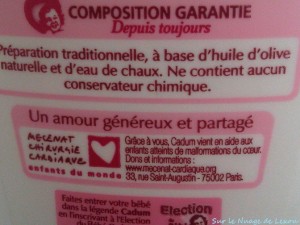 COMPOSITION GARANTIE
Depuis toujours
Préparation traditionnelle, à base d'huile d'olive
naturelle et d'eau de chaux. Ne contient aucun
conservateur chimique.
Un amour généreux et partagé
MECENAT
CHIRURGIE
CARDIAQUE
enfants du monde
Grâce à vous, Cadum vient en aide aux
enfants atteints de malformations du cœur.
Dons et informations :
www.mecenat-cardiaque.org
33, rue Saint-Augustin - 75002 Paris.
Faites entrer votre bébé
dans la légende Cadum
en l'inscrivant à l'Election
Election
Sur le Nuage de